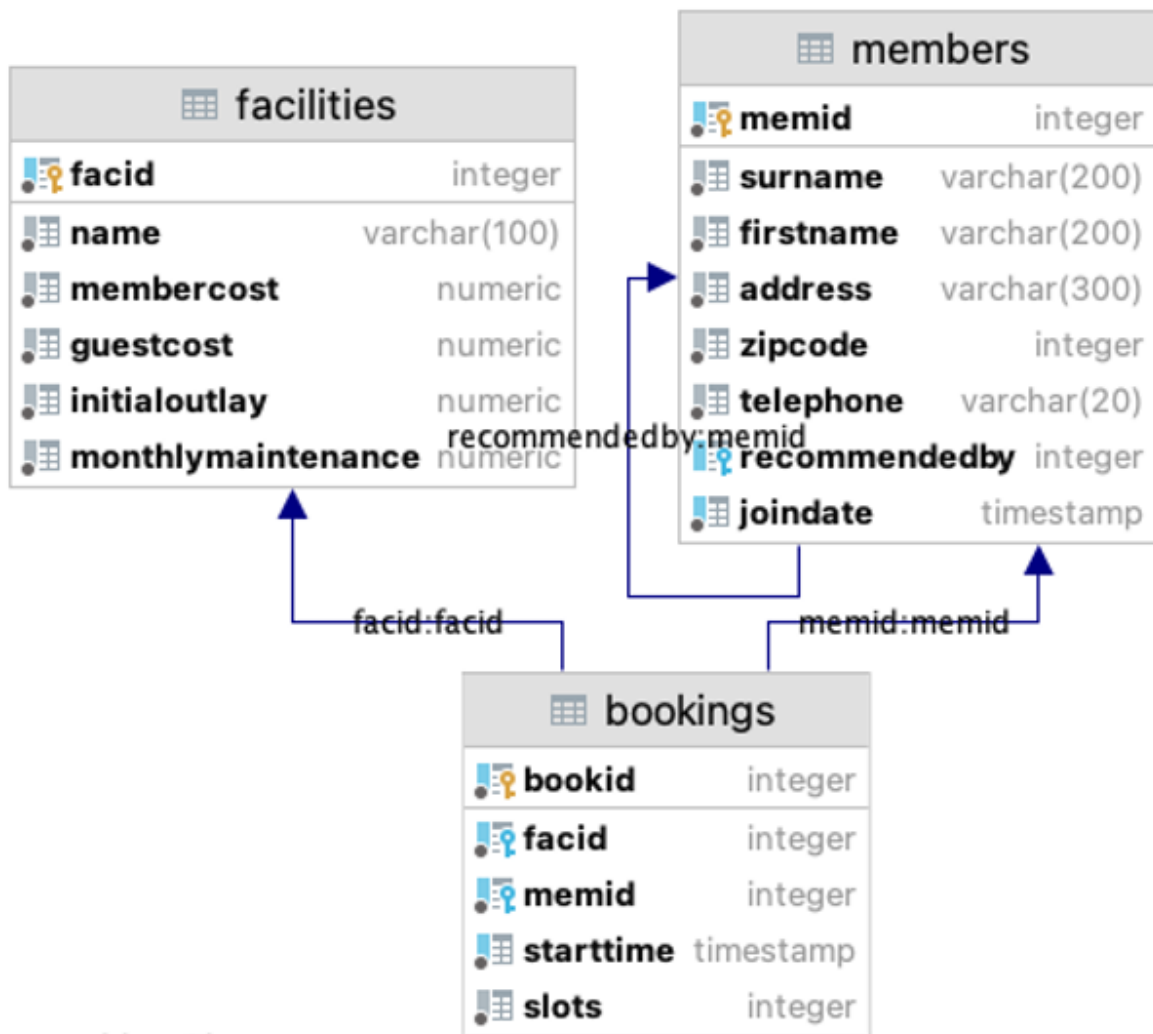 facilities
facid integer
name varchar(100)
membercost numeric
guestcost numeric
initialoutlay numeric
monthlymaintenance numeric
members
memid integer
surname varchar(200)
firstname varchar(200)
address varchar(300)
zipcode integer
telephone varchar(20)
recommendedby integer
joindate timestamp
recommendedby:memid
facid:facid
memid:memid
bookings
bookid integer
facid integer
memid integer
starttime timestamp
slots integer